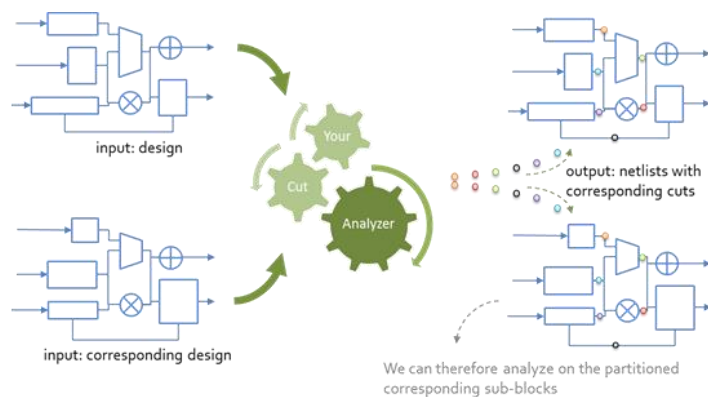 input: design
Your
Cut
Analyzer
output: netlists with
corresponding cuts
input: corresponding design
We can therefore analyze on the partitioned
corresponding sub-blocks